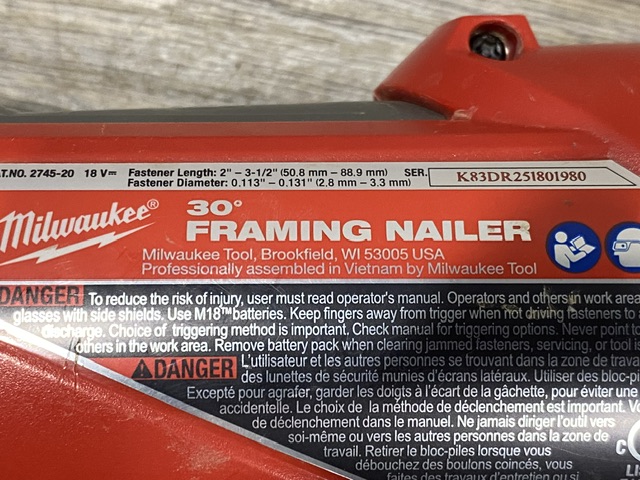 AT.NO. 2745-20 18 V⎓ Fastener Length: 2" – 3-1/2" (50.8 mm – 88.9 mm) SER. K83DR251801980
Fastener Diameter: 0.113" – 0.131" (2.8 mm – 3.3 mm)
Milwaukee®
30°
FRAMING NAILER
Milwaukee Tool, Brookfield, WI 53005 USA
Professionally assembled in Vietnam by Milwaukee Tool
DANGER To reduce the risk of injury, user must read operator's manual. Operators and others in work area
glasses with side shields. Use M18™ batteries. Keep fingers away from trigger when not driving fasteners to a
discharge. Choice of triggering method is important. Check manual for triggering options. Never point to
others in the work area. Remove battery pack when clearing jammed fasteners, servicing, or tool is
DANGER L'utilisateur et les autres personnes se trouvant dans la zone de travai
des lunettes de sécurité munies d'écrans latéraux. Utiliser des bloc-pi
Excepté pour agrafer, garder les doigts à l'écart de la gâchette, pour éviter une
accidentelle. Le choix de la méthode de déclenchement est important. V
de déclenchement dans le manuel. Ne jamais diriger l'outil vers
soi-même ou vers les autres personnes dans la zone de
travail. Retirer le bloc-piles lorsque vous
débouchez des boulons coincés, vous
faites des travaux d'entretien ou si
C
LIS